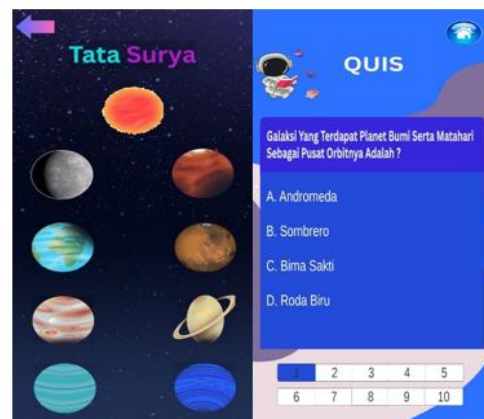 Tata Surya
QUIS
Galaksi Yang Terdapat Planet Bumi Serta Matahari
Sebagai Pusat Orbitnya Adalah ?
A. Andromeda
B. Sombrero
C. Bima Sakti
D. Roda Biru
1 2 3 4 5
6 7 8 9 10